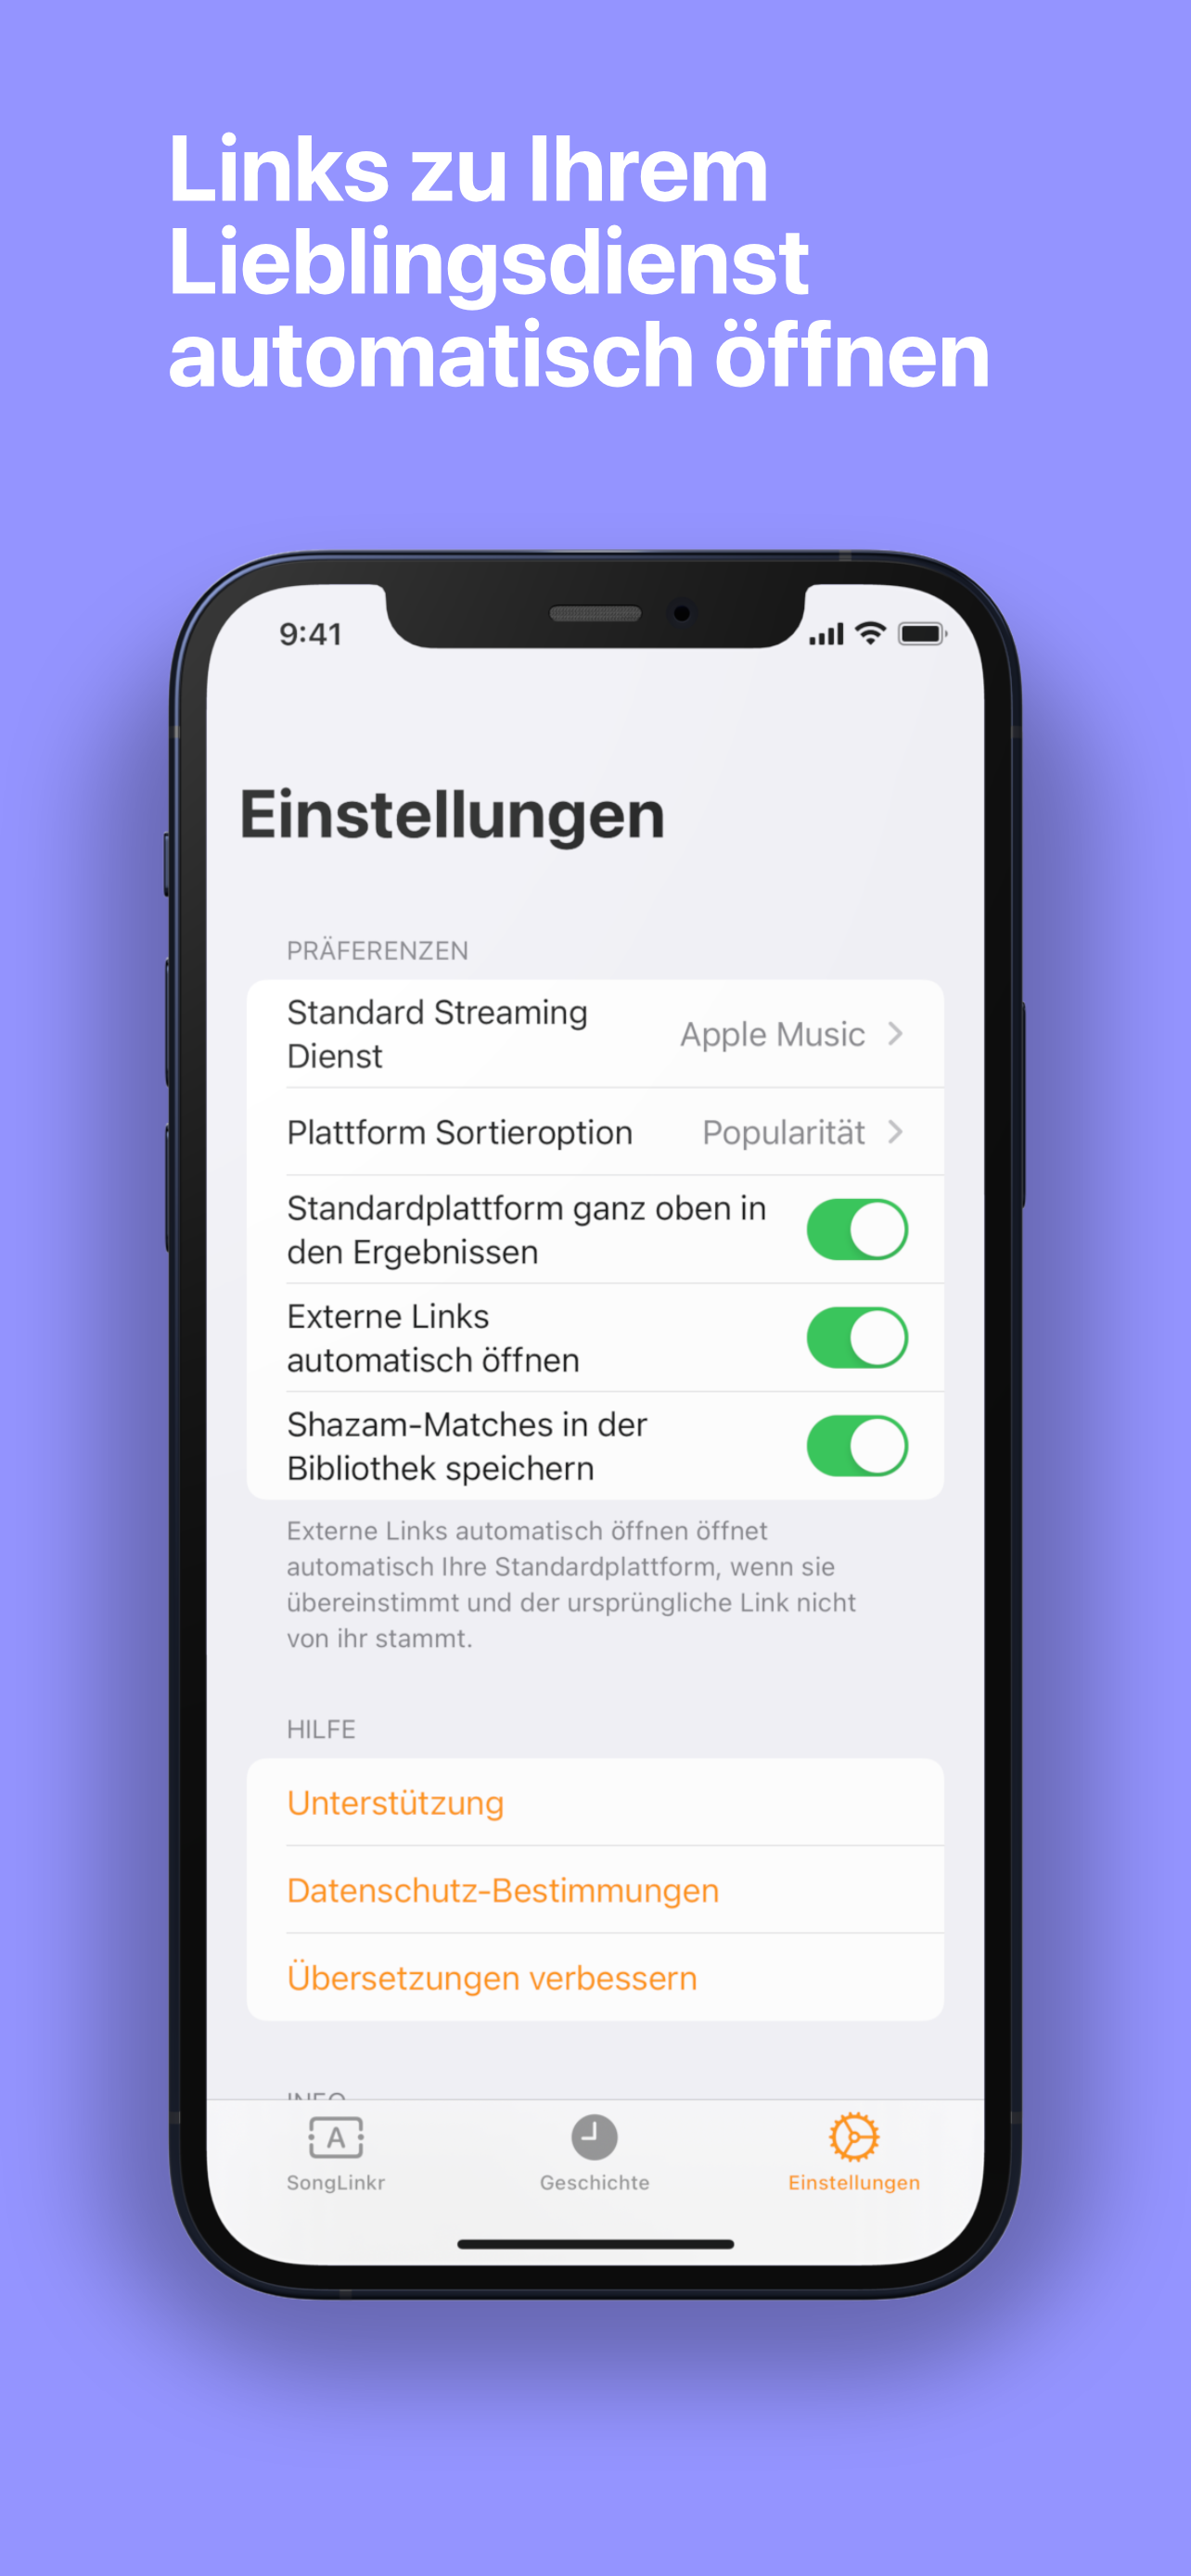 Links zu Ihrem
Lieblingsdienst
automatisch öffnen
9:41
Einstellungen
PRÄFERENZEN
Standard Streaming
Dienst
Apple Music
Plattform Sortieroption
Popularität
Standardplattform ganz oben in
den Ergebnissen
Externe Links
automatisch öffnen
Shazam-Matches in der
Bibliothek speichern
Externe Links automatisch öffnen öffnet
automatisch Ihre Standardplattform, wenn sie
übereinstimmt und der ursprüngliche Link nicht
von ihr stammt.
HILFE
Unterstützung
Datenschutz-Bestimmungen
Übersetzungen verbessern
INFO
A
SongLinkr
Geschichte
Einstellungen